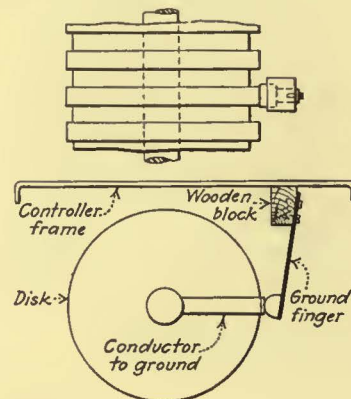 Controller
frame
Wooden
block
Disk
Conductor
to ground
Ground
finger